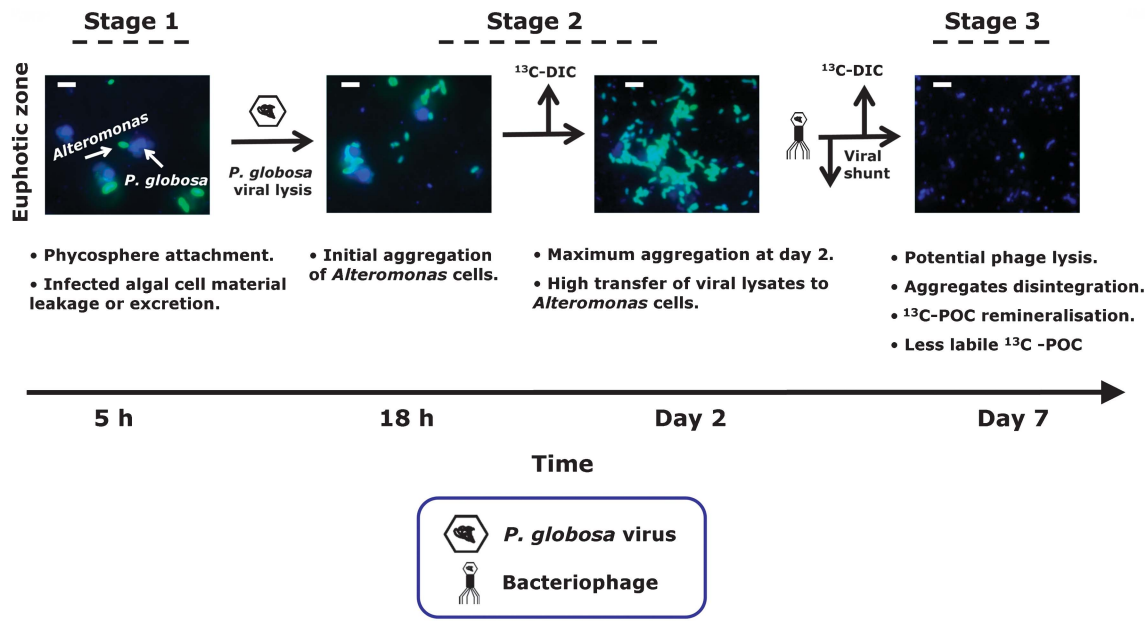 Stage 1
Stage 2
Stage 3
Euphotic zone
Alteromonas
P. globosa
P. globosa
viral lysis
¹³C-DIC
¹³C-DIC
Viral
shunt
• Phycosphere attachment.
• Infected algal cell material
leakage or excretion.
• Initial aggregation
of Alteromonas cells.
• Maximum aggregation at day 2.
• High transfer of viral lysates to
Alteromonas cells.
• Potential phage lysis.
• Aggregates disintegration.
• ¹³C-POC remineralisation.
• Less labile ¹³C -POC
5 h
18 h
Day 2
Day 7
Time
P. globosa virus
Bacteriophage